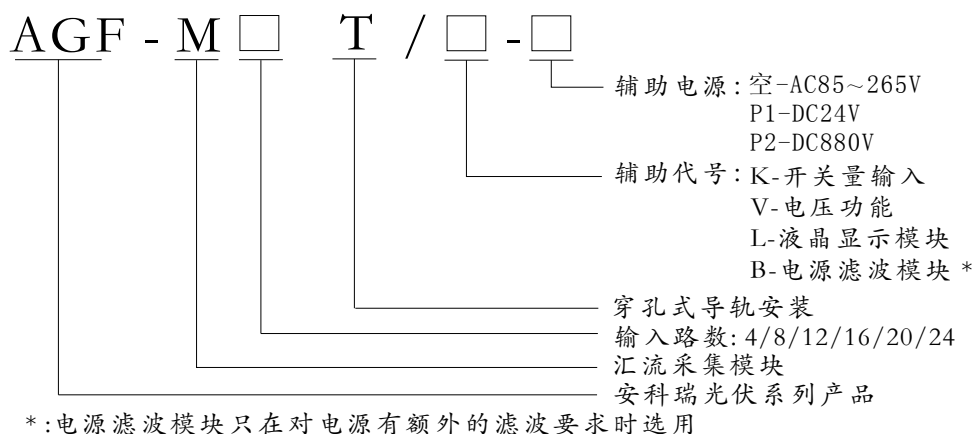 AGF - M □ T / □ - □
辅助电源:空-AC85~265V
P1-DC24V
P2-DC880V
辅助代号:K-开关量输入
V-电压功能
L-液晶显示模块
B-电源滤波模块 *
穿孔式导轨安装
输入路数:4/8/12/16/20/24
汇流采集模块
安科瑞光伏系列产品
*:电源滤波模块只在对电源有额外的滤波要求时选用